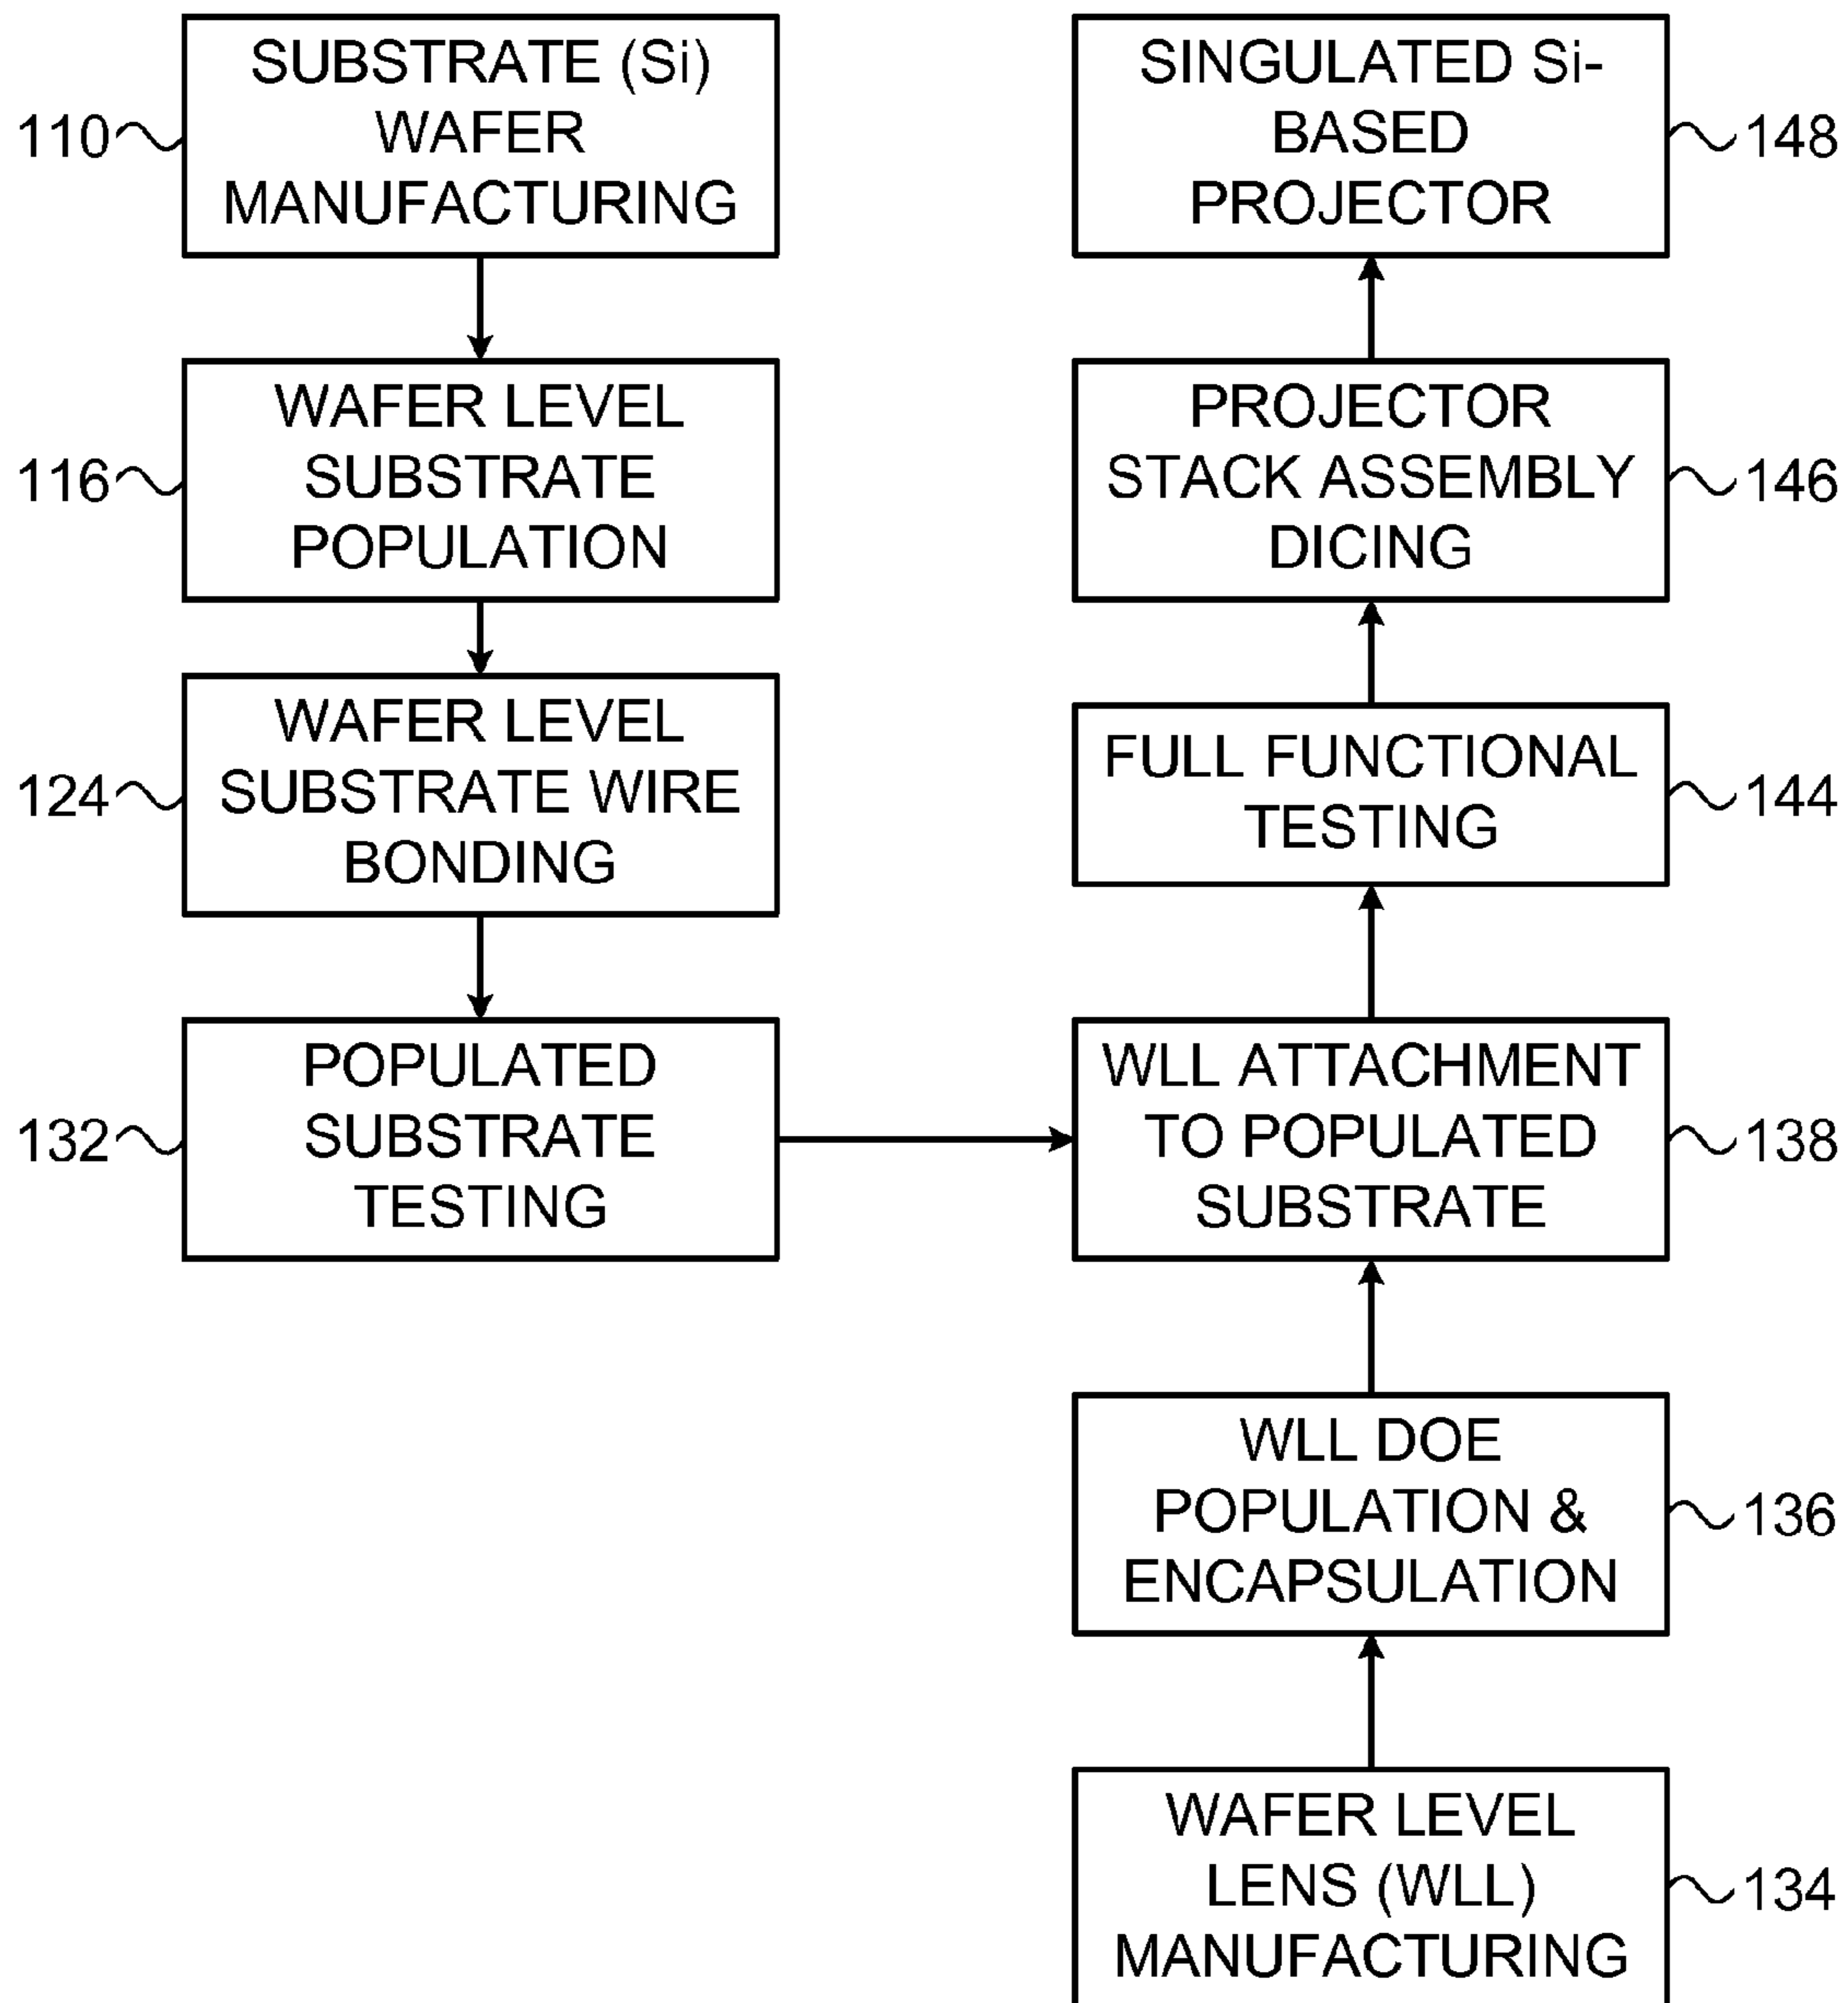 110
SUBSTRATE (Si)
WAFER
MANUFACTURING
116
WAFER LEVEL
SUBSTRATE
POPULATION
124
WAFER LEVEL
SUBSTRATE WIRE
BONDING
132
POPULATED
SUBSTRATE
TESTING
SINGULATED Si-
BASED
PROJECTOR
148
PROJECTOR
STACK ASSEMBLY
DICING
146
FULL FUNCTIONAL
TESTING
144
WLL ATTACHMENT
TO POPULATED
SUBSTRATE
138
WLL DOE
POPULATION &
ENCAPSULATION
136
WAFER LEVEL
LENS (WLL)
MANUFACTURING
134